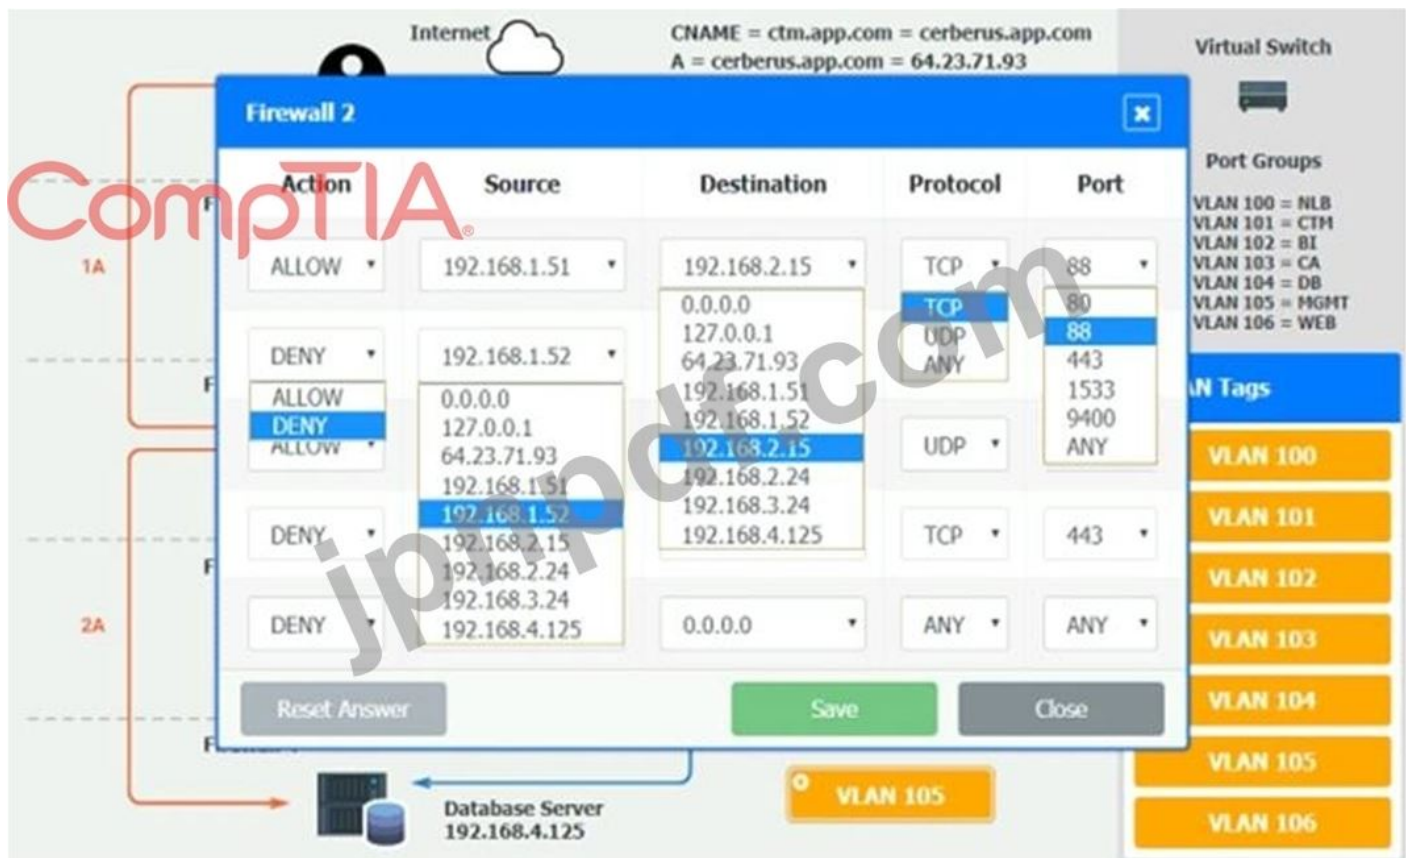 Internet
CNAME = ctm.app.com = cerberus.app.com
A = cerberus.app.com = 64.23.71.93
Virtual Switch
Port Groups
VLAN 100 = NLB
VLAN 101 = CTM
VLAN 102 = BI
VLAN 103 = CA
VLAN 104 = DB
VLAN 105 = MGMT
VLAN 106 = WEB
Firewall 2
CompTIA®
Action Source Destination Protocol Port
1A
ALLOW 192.168.1.51 192.168.2.15 TCP 88
DENY 192.168.1.52
ALLOW
DENY
ALLOW
0.0.0.0
127.0.0.1
64.23.71.93
192.168.1.51
192.168.1.52
192.168.2.15
192.168.2.24
192.168.3.24
192.168.4.125
0.0.0.0
127.0.0.1
64.23.71.93
192.168.1.51
192.168.1.52
192.168.2.15
192.168.2.24
192.168.3.24
192.168.4.125
TCP
UDP
ANY
80
88
443
1533
9400
ANY
UDP
DENY TCP 443
DENY 0.0.0.0 ANY ANY
Reset Answer Save Close
2A
Database Server
192.168.4.125
VLAN 105
AN Tags
VLAN 100
VLAN 101
VLAN 102
VLAN 103
VLAN 104
VLAN 105
VLAN 106
jpnpdf.com